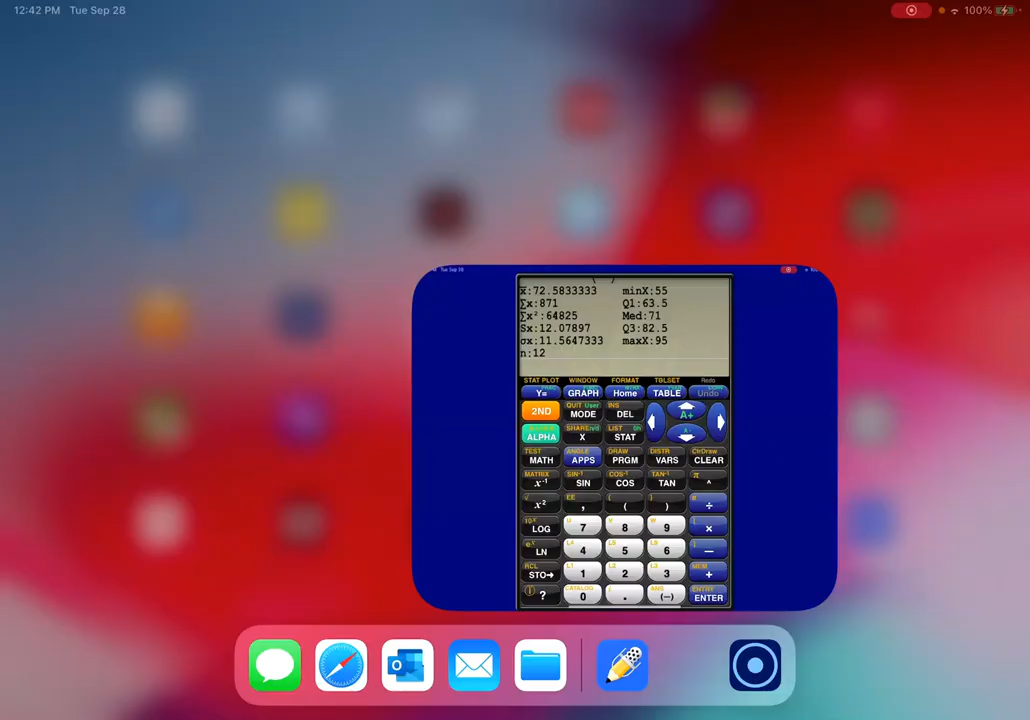 12:42 PM Tue Sep 28
100%
Tue Sep 28
x̄:72.5833333 minX:55
∑x:871 Q1:63.5
∑x²:64825 Med:71
Sx:12.07897 Q3:82.5
σx:11.5647333 maxX:95
n:12
STAT PLOT WINDOW FORMAT TBLSET Redo
Y= GRAPH Home TABLE Undo
QUIT User INS
2ND MODE DEL A+
SHARE LIST
ALPHA X STAT
TEST ANGLE DRAW DISTR ClrDraw
MATH APPS PRGM VARS CLEAR
MATRIX SIN-¹ COS-¹ TAN-¹ π
x-¹ SIN COS TAN ^
√ EE { }
x² , ( ) ÷
10ˣ U V W
LOG 7 8 9 ×
eˣ L4 L5 L6
LN 4 5 6 —
RCL L1 L2 L3 MEM
STO→ 1 2 3 +
CATALOG ANS ENTRY
? 0 . (—) ENTER
O